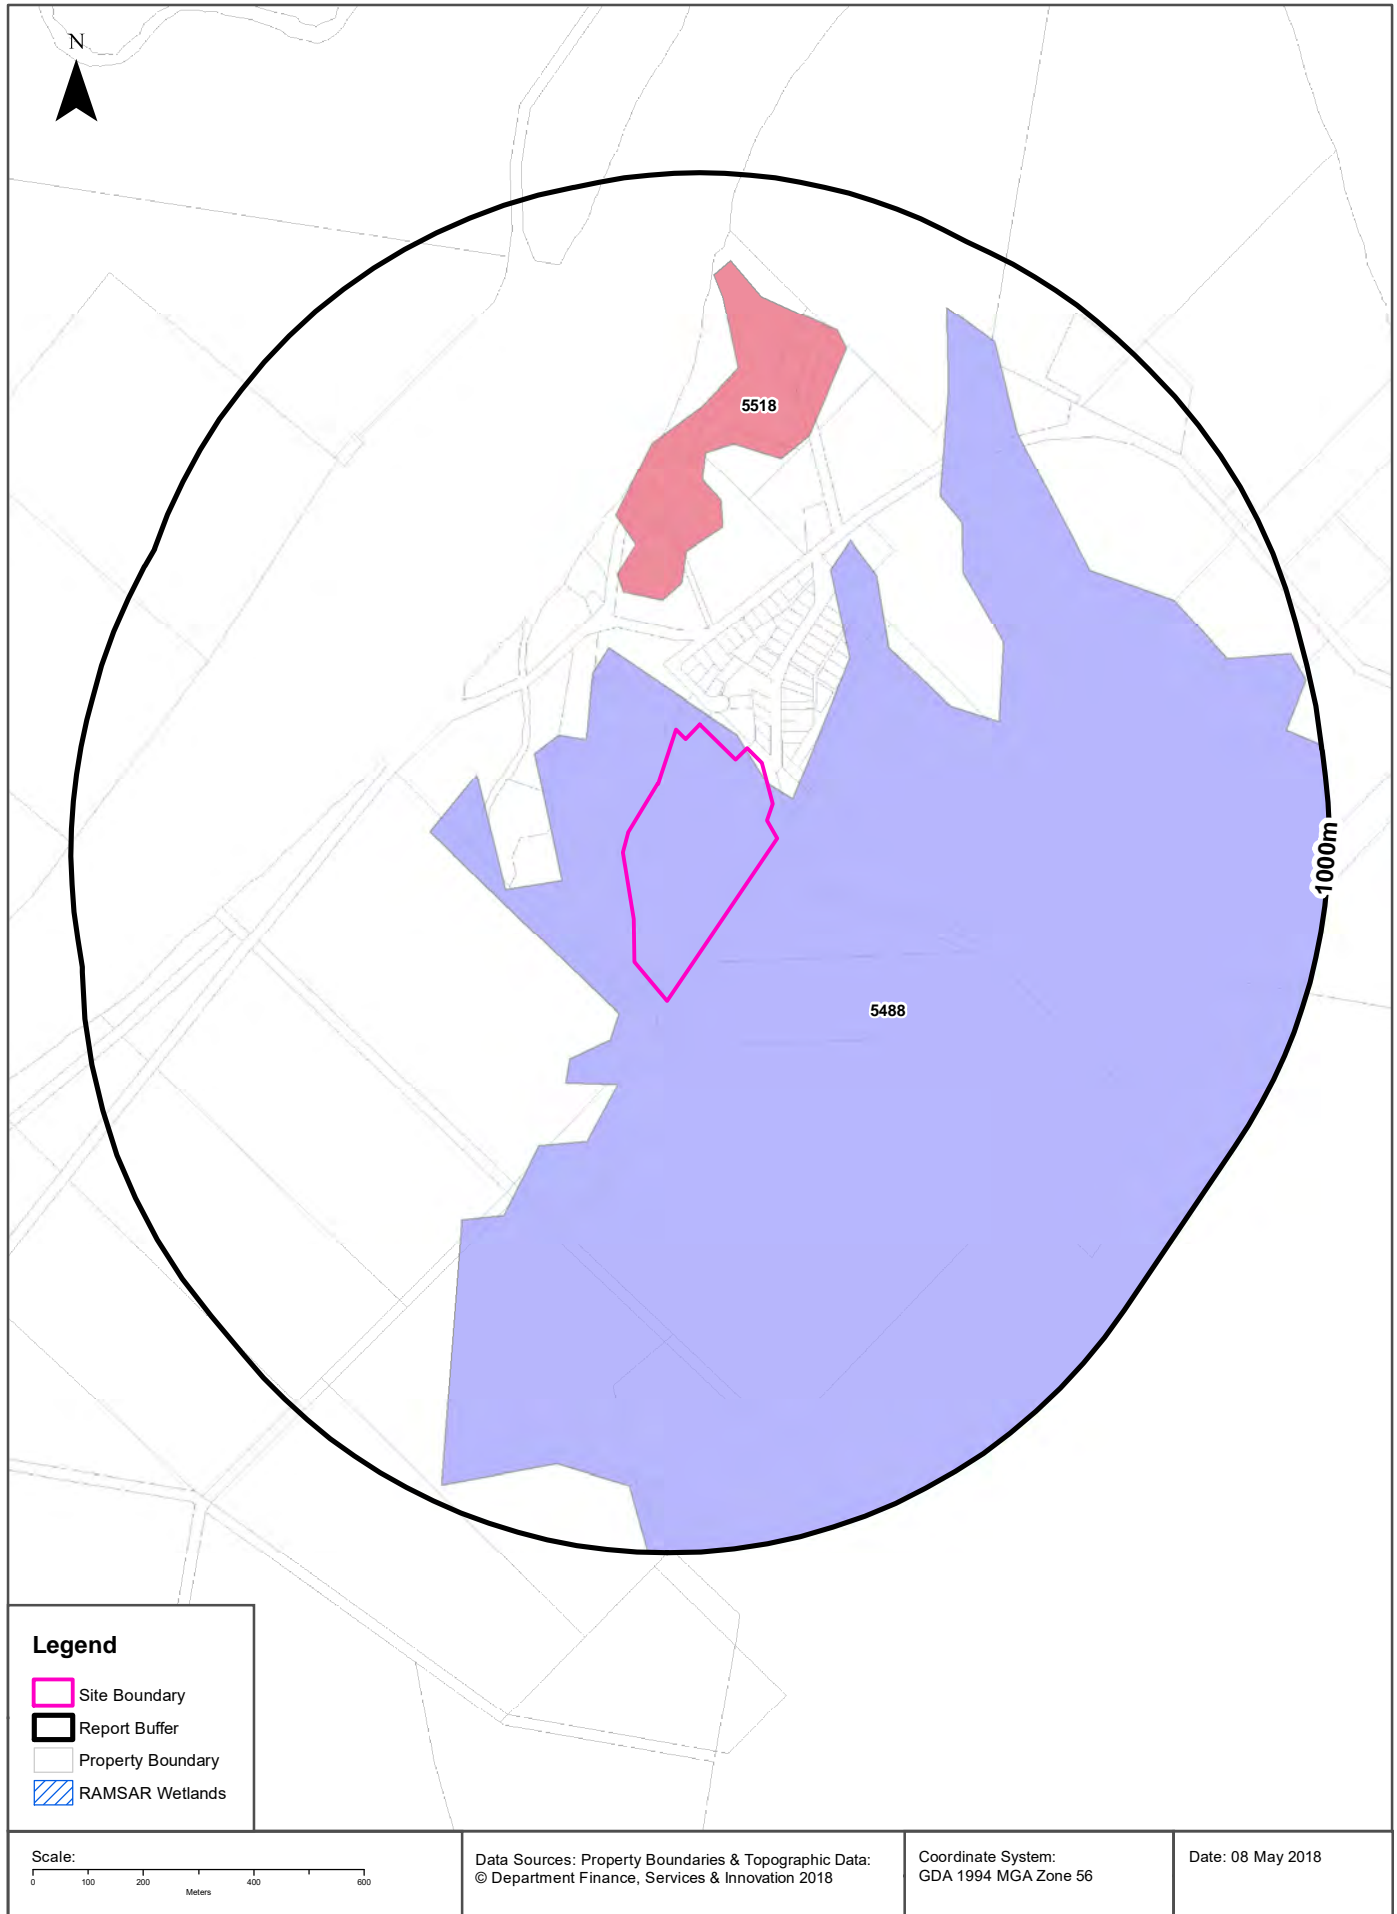 N
5518
1000m
5488
Legend
Site Boundary
Report Buffer
Property Boundary
RAMSAR Wetlands
Scale:
0 100 200 400 600
Meters
Data Sources: Property Boundaries & Topographic Data:
© Department Finance, Services & Innovation 2018
Coordinate System:
GDA 1994 MGA Zone 56
Date: 08 May 2018